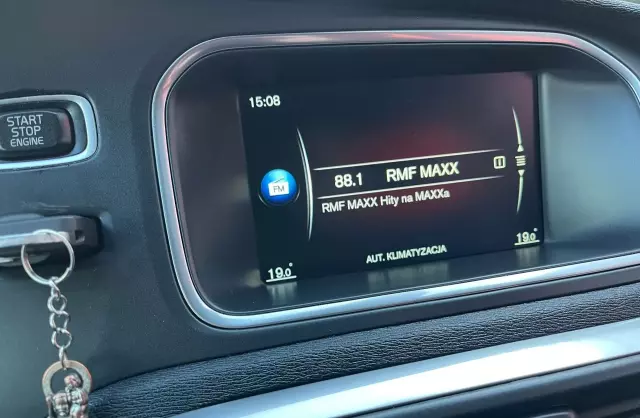 START
STOP
ENGINE
15:08
FM
88.1 RMF MAXX
RMF MAXX Hity na MAXXa
19.0 19.0
AUT. KLIMATYZACJA